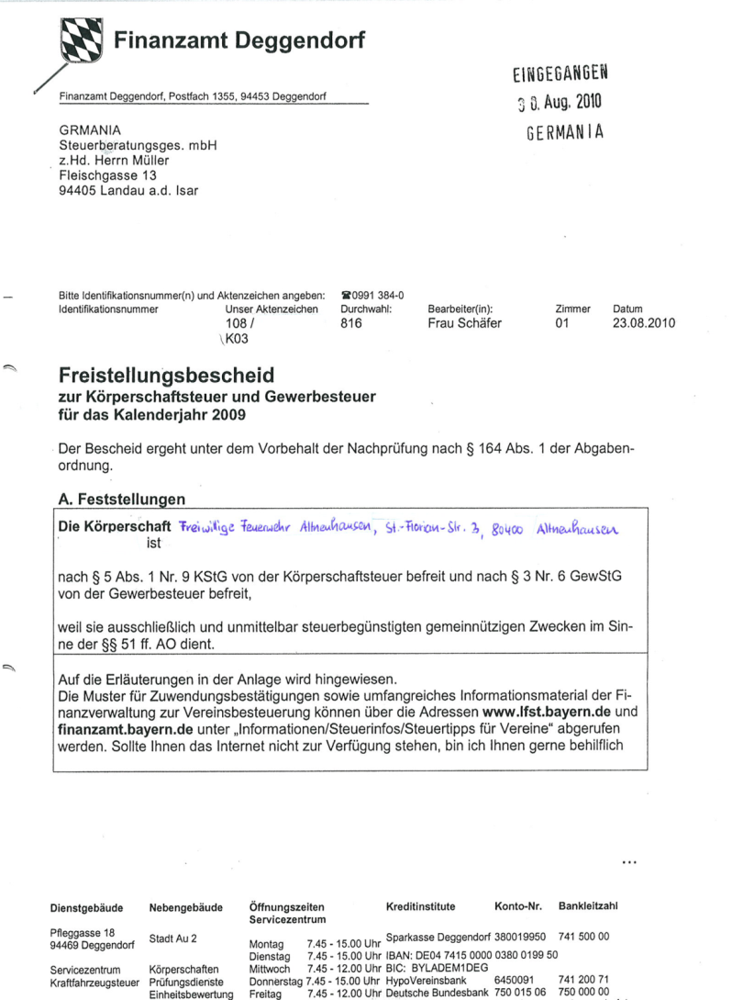 Finanzamt Deggendorf
EINGEGANGEN
30. Aug. 2010
GERMANIA
Finanzamt Deggendorf, Postfach 1355, 94453 Deggendorf
GRMANIA
Steuerberatungsges. mbH
z.Hd. Herrn Müller
Fleischgasse 13
94405 Landau a.d. Isar
Bitte Identifikationsnummer(n) und Aktenzeichen angeben: ☎0991 384-0
Identifikationsnummer Unser Aktenzeichen Durchwahl: Bearbeiter(in): Zimmer Datum
108 / 816 Frau Schäfer 01 23.08.2010
\K03
Freistellungsbescheid
zur Körperschaftsteuer und Gewerbesteuer
für das Kalenderjahr 2009
Der Bescheid ergeht unter dem Vorbehalt der Nachprüfung nach § 164 Abs. 1 der Abgaben-
ordnung.
A. Feststellungen
Die Körperschaft Freiwillige Feuerwehr Altneuhausen, St.-Florian-Str. 3, 80400 Altneuhausen
ist
nach § 5 Abs. 1 Nr. 9 KStG von der Körperschaftsteuer befreit und nach § 3 Nr. 6 GewStG
von der Gewerbesteuer befreit,
weil sie ausschließlich und unmittelbar steuerbegünstigten gemeinnützigen Zwecken im Sin-
ne der §§ 51 ff. AO dient.
Auf die Erläuterungen in der Anlage wird hingewiesen.
Die Muster für Zuwendungsbestätigungen sowie umfangreiches Informationsmaterial der Fi-
nanzverwaltung zur Vereinsbesteuerung können über die Adressen www.lfst.bayern.de und
finanzamt.bayern.de unter „Informationen/Steuerinfos/Steuertipps für Vereine" abgerufen
werden. Sollte Ihnen das Internet nicht zur Verfügung stehen, bin ich Ihnen gerne behilflich
...
Dienstgebäude Nebengebäude Öffnungszeiten Kreditinstitute Konto-Nr. Bankleitzahl
Servicezentrum
Pfleggasse 18 Stadt Au 2 Sparkasse Deggendorf 380019950 741 500 00
94469 Deggendorf Montag 7.45 - 15.00 Uhr
Dienstag 7.45 - 15.00 Uhr IBAN: DE04 7415 0000 0380 0199 50
Servicezentrum Körperschaften Mittwoch 7.45 - 12.00 Uhr BIC: BYLADEM1DEG
Kraftfahrzeugsteuer Prüfungsdienste Donnerstag 7.45 - 15.00 Uhr HypoVereinsbank 6450091 741 200 71
Einheitsbewertung Freitag 7.45 - 12.00 Uhr Deutsche Bundesbank 750 015 06 750 000 00